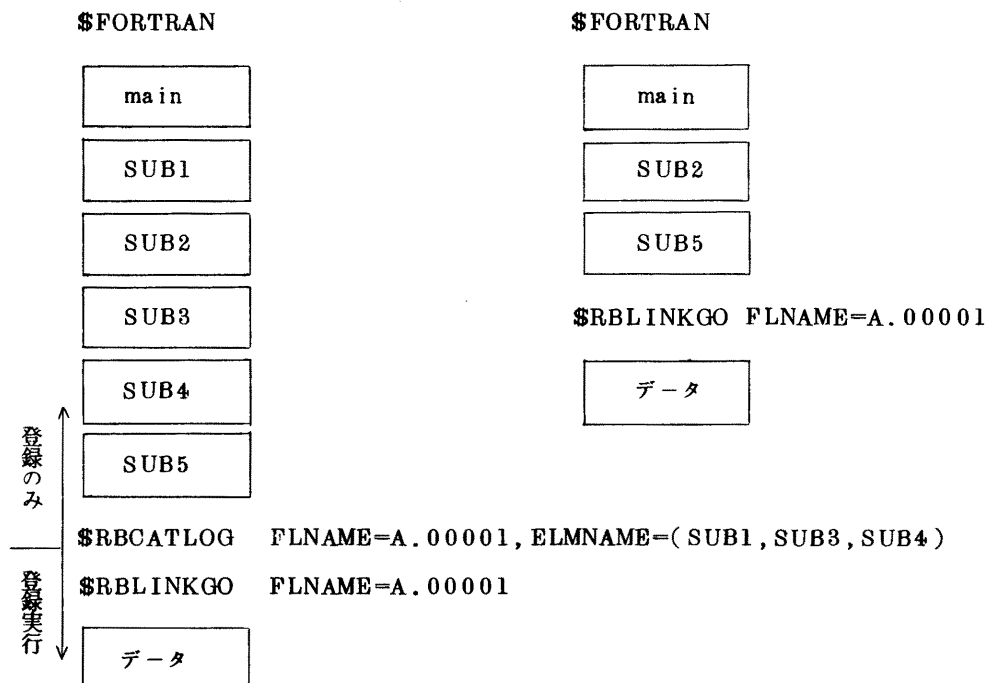 $FORTRAN
main
SUB1
SUB2
SUB3
SUB4
SUB5
$RBCATLOG FLNAME=A.00001,ELMNAME=(SUB1,SUB3,SUB4)
$RBLINKGO FLNAME=A.00001
データ
登録のみ
登録実行
$FORTRAN
main
SUB2
SUB5
$RBLINKGO FLNAME=A.00001
データ